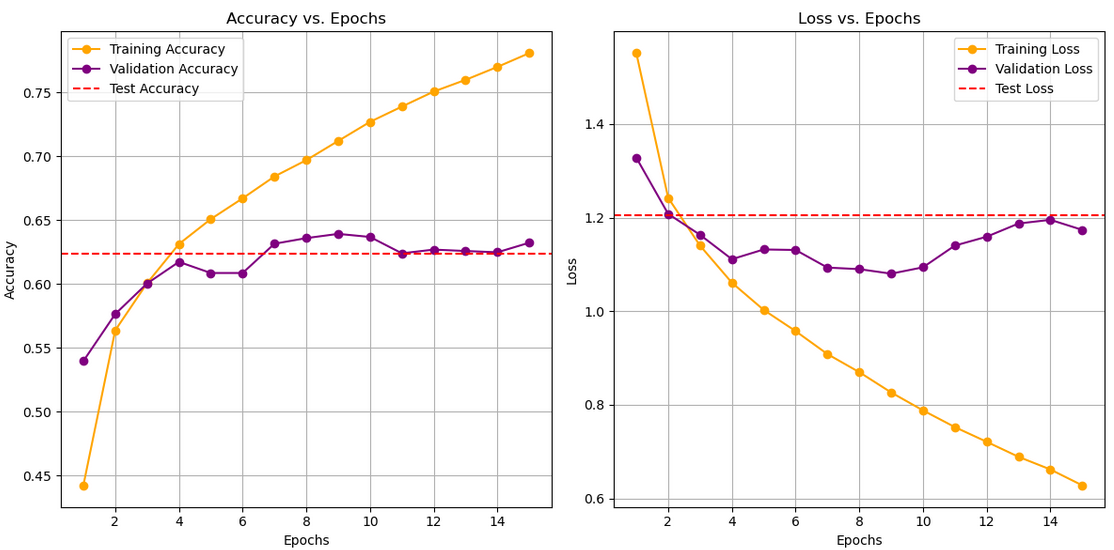 Accuracy vs. Epochs
Training Accuracy
Validation Accuracy
Test Accuracy
Accuracy
0.75
0.70
0.65
0.60
0.55
0.50
0.45
2 4 6 8 10 12 14
Epochs
Loss vs. Epochs
Training Loss
Validation Loss
Test Loss
Loss
1.4
1.2
1.0
0.8
0.6
2 4 6 8 10 12 14
Epochs